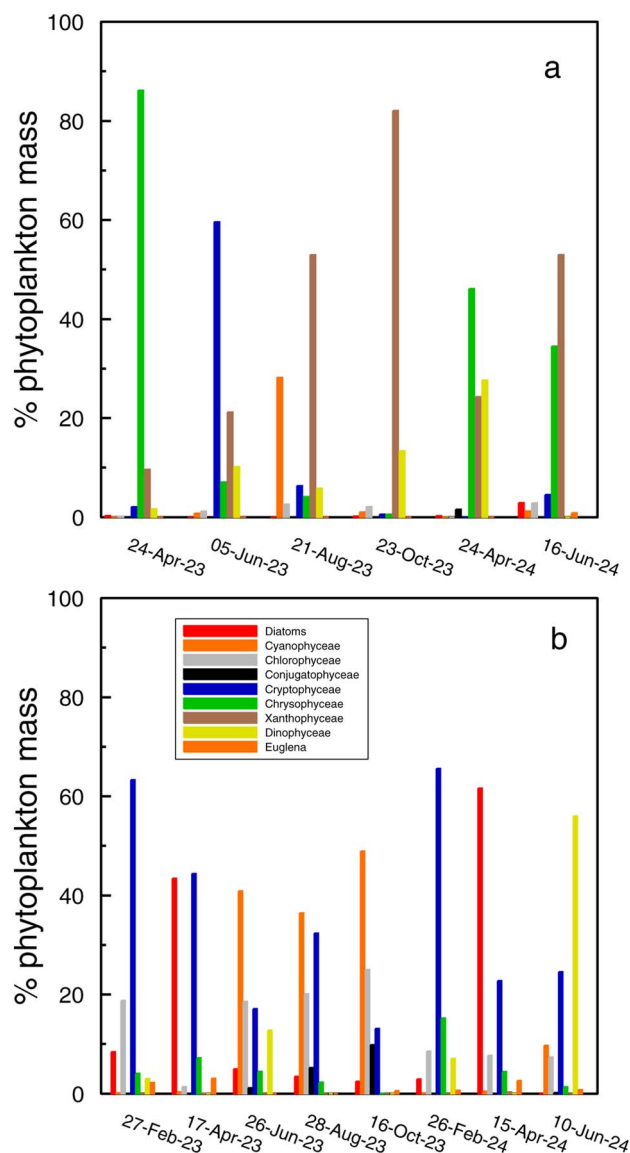 100
80
60
40
20
0
% phytoplankton mass
a
24-Apr-23
05-Jun-23
21-Aug-23
23-Oct-23
24-Apr-24
16-Jun-24
100
80
60
40
20
0
% phytoplankton mass
b
Diatoms
Cyanophyceae
Chlorophyceae
Conjugatophyceae
Cryptophyceae
Chrysophyceae
Xanthophyceae
Dinophyceae
Euglena
27-Feb-23
17-Apr-23
26-Jun-23
28-Aug-23
16-Oct-23
26-Feb-24
15-Apr-24
10-Jun-24